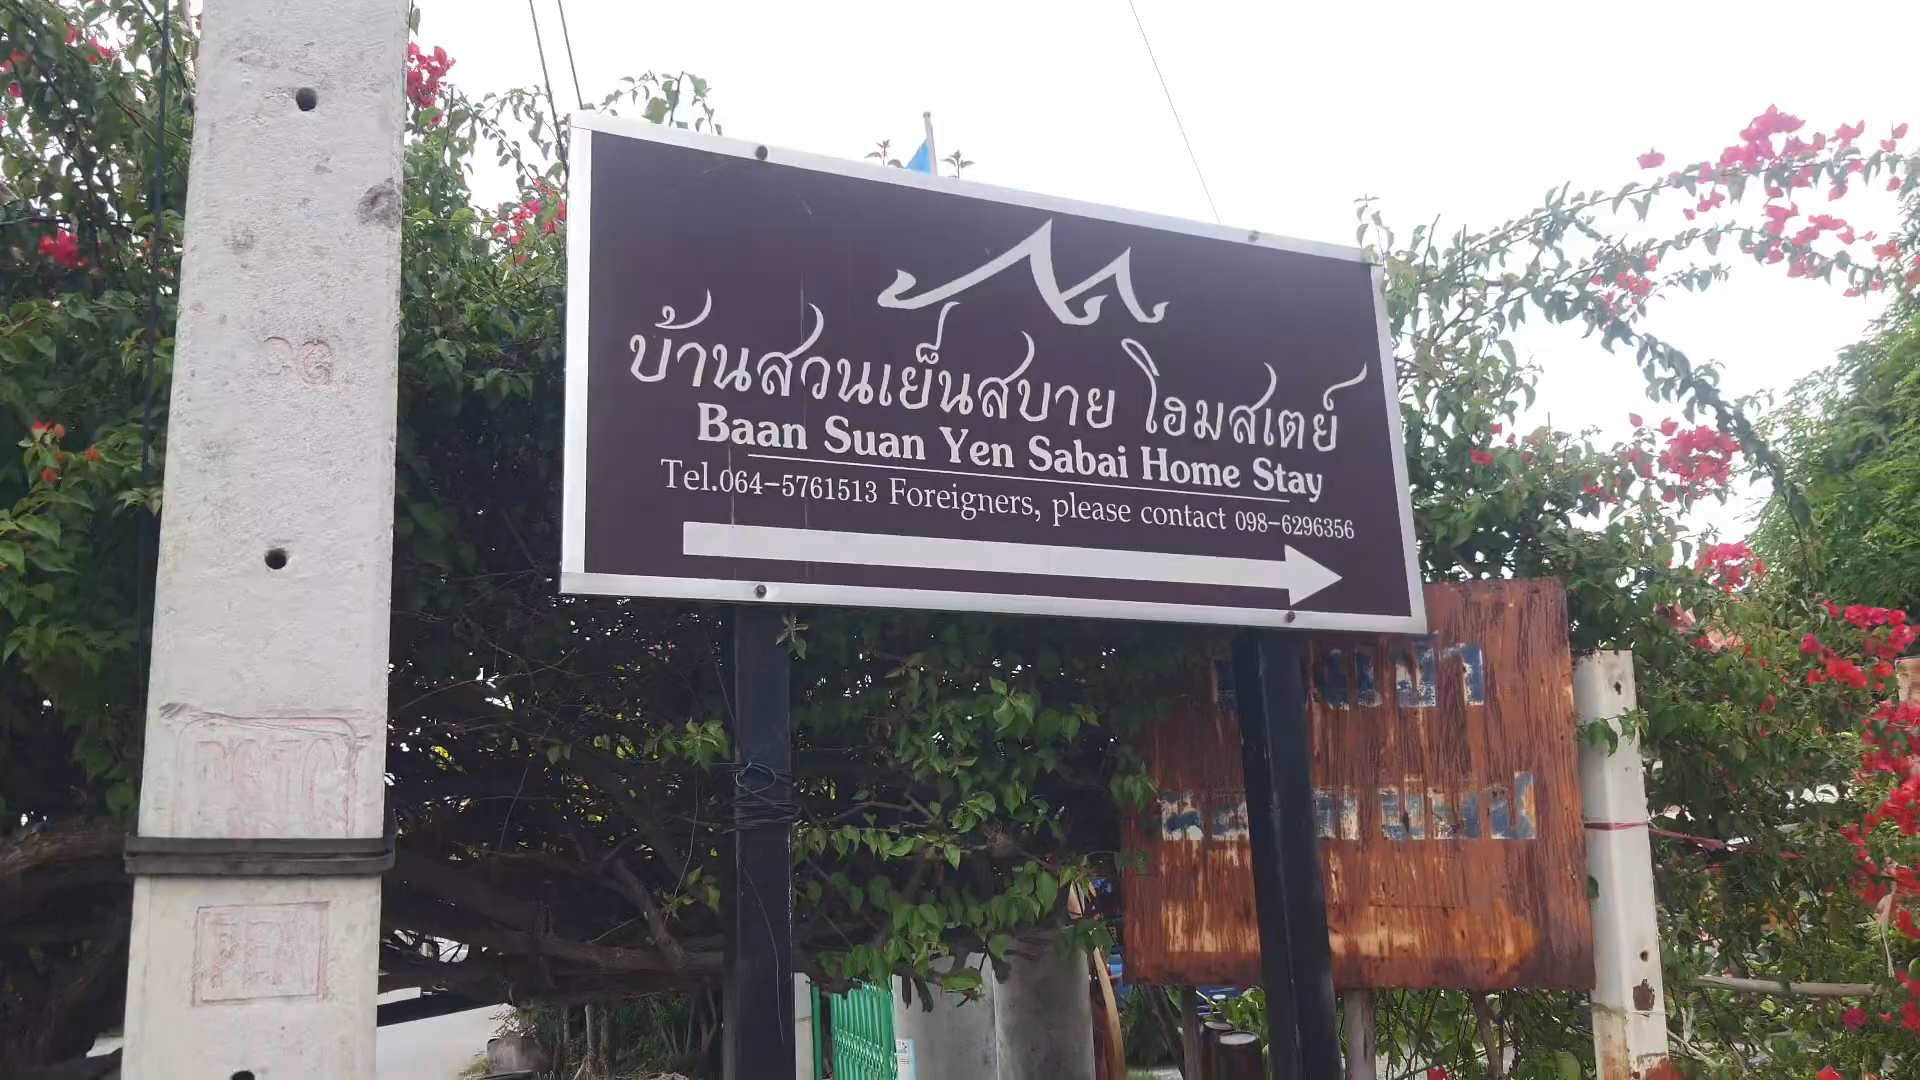 บ้านสวนเย็นสบาย โฮมสเตย์
Baan Suan Yen Sabai Home Stay
Tel.064-5761513 Foreigners, please contact 098-6296356